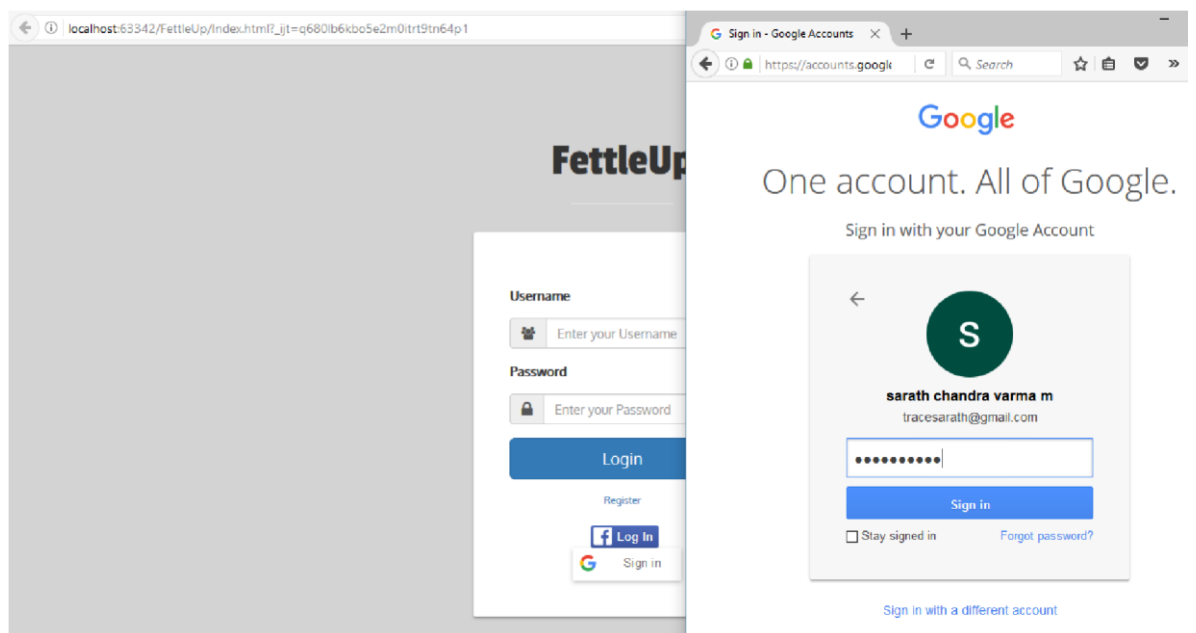 localhost:63342/FettleUp/Index.html?_ijt=q680lb6kbo5e2m0itrt9tn64p1
FettleUp
Username
Enter your Username
Password
Enter your Password
Login
Register
f Log In
G Sign in
G Sign in - Google Accounts
https://accounts.googl
Search
Google
One account. All of Google.
Sign in with your Google Account
S
sarath chandra varma m
tracesarath@gmail.com
Sign in
Stay signed in Forgot password?
Sign in with a different account